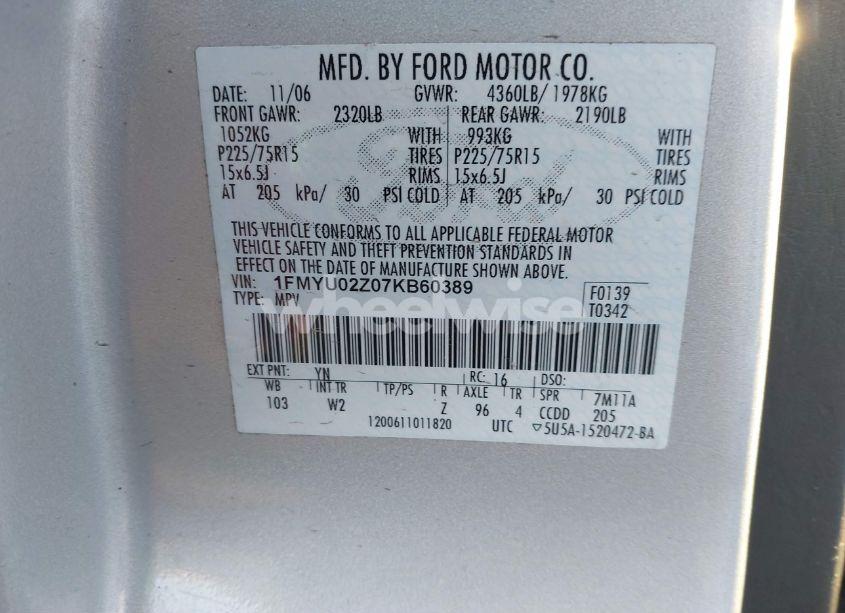 MFD. BY FORD MOTOR CO.
DATE: 11/06 GVWR: 4360LB/ 1978KG
FRONT GAWR: 2320LB REAR GAWR: 2190LB
1052KG WITH 993KG WITH
P225/75R15 TIRES P225/75R15 TIRES
15x6.5J RIMS 15x6.5J RIMS
AT 205 kPa/ 30 PSI COLD AT 205 kPa/ 30 PSI COLD
THIS VEHICLE CONFORMS TO ALL APPLICABLE FEDERAL MOTOR
VEHICLE SAFETY AND THEFT PREVENTION STANDARDS IN
EFFECT ON THE DATE OF MANUFACTURE SHOWN ABOVE.
VIN: 1FMYU02Z07KB60389 F0139
TYPE: MPV T0342
wheelwise
EXT PNT: YN RC: 16 DSO:
WB INT TR TP/PS R AXLE TR SPR 7M11A
103 W2 Z 96 4 CCDD 205
1200611011820 UTC ▽5U5A-1520472-BA